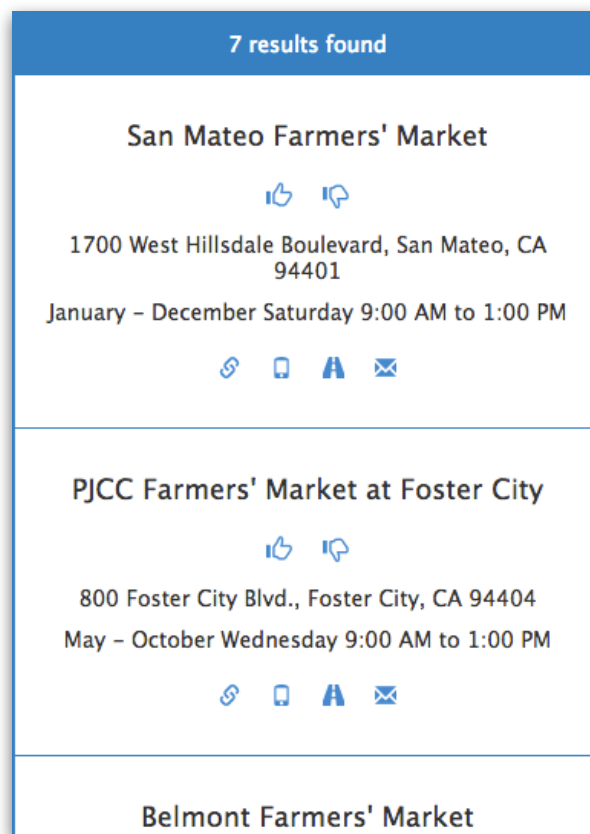 7 results found
San Mateo Farmers' Market
1700 West Hillsdale Boulevard, San Mateo, CA
94401
January – December Saturday 9:00 AM to 1:00 PM
PJCC Farmers' Market at Foster City
800 Foster City Blvd., Foster City, CA 94404
May – October Wednesday 9:00 AM to 1:00 PM
Belmont Farmers' Market